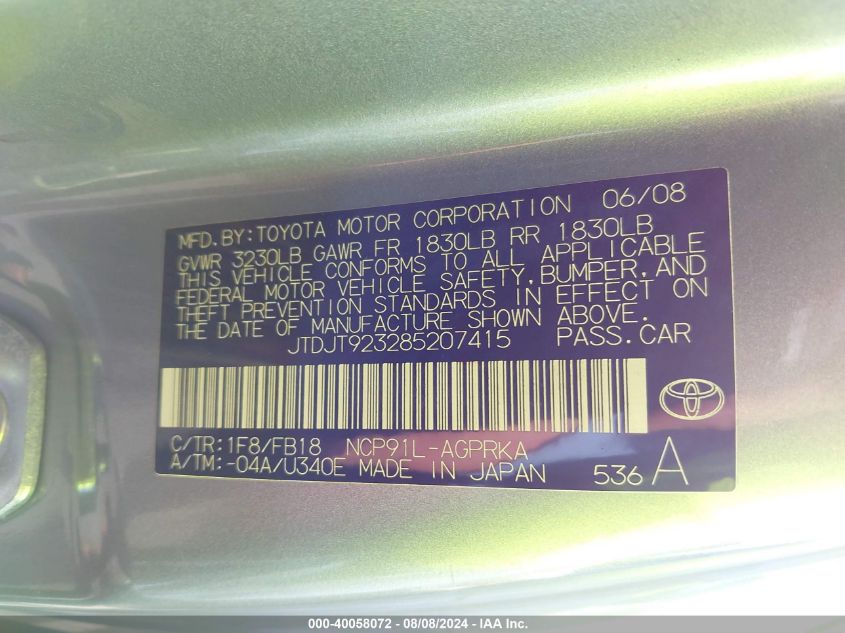 MFD. BY: TOYOTA MOTOR CORPORATION 06/08
GVWR 3230LB GAWR FR 1830LB RR 1830LB
THIS VEHICLE CONFORMS TO ALL APPLICABLE
FEDERAL MOTOR VEHICLE SAFETY, BUMPER, AND
THEFT PREVENTION STANDARDS IN EFFECT ON
THE DATE OF MANUFACTURE SHOWN ABOVE.
JTDJT923285207415 PASS. CAR
C/TR: 1F8/FB18 NCP91L-AGPRKA
A/TM: -04A/U340E MADE IN JAPAN 536 A
000-40058072 - 08/08/2024 - IAA Inc.